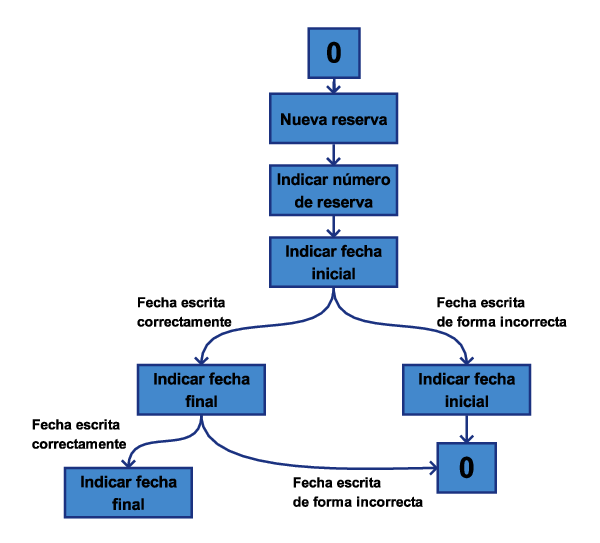 0
Nueva reserva
Indicar número
de reserva
Indicar fecha
inicial
Fecha escrita
correctamente
Fecha escrita
de forma incorrecta
Indicar fecha
final
Indicar fecha
inicial
Fecha escrita
correctamente
0
Indicar fecha
final
Fecha escrita
de forma incorrecta